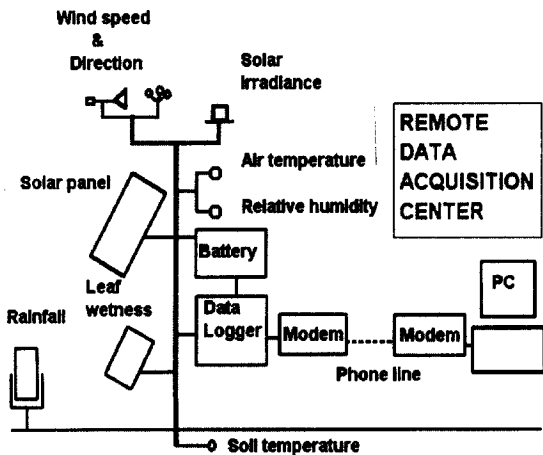 Wind speed
&
Direction
Solar
irradiance
Air temperature
Relative humidity
REMOTE
DATA
ACQUISITION
CENTER
Solar panel
Battery
Leaf
wetness
Rainfall
Data
Logger
Modem
Modem
PC
Phone line
Soil temperature